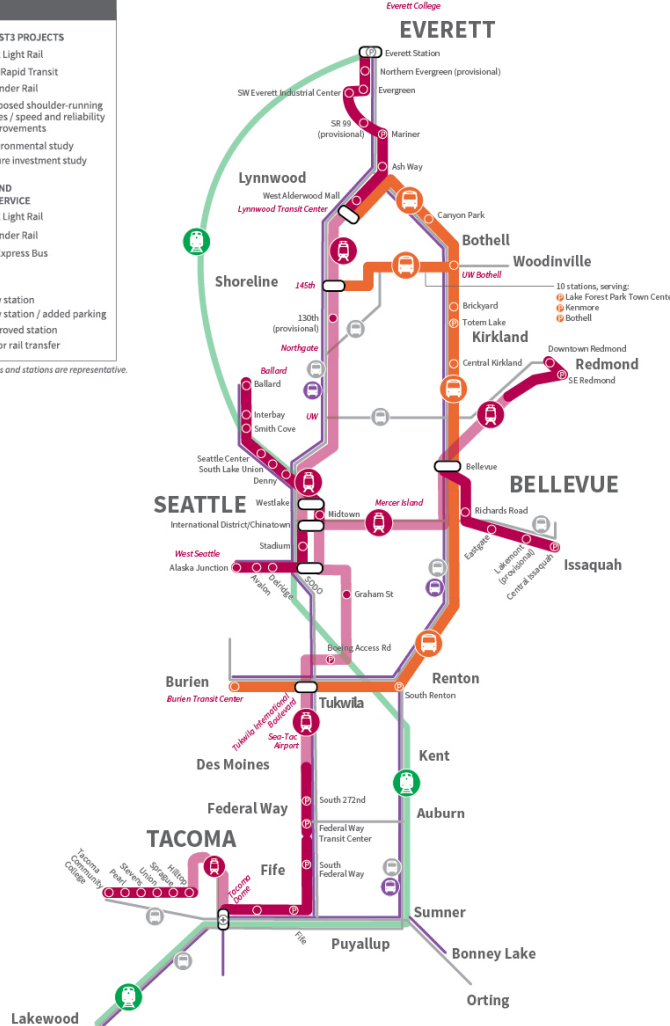 Everett College
EVERETT
ST3 PROJECTS
Light Rail
Rapid Transit
nder Rail
posed shoulder-running
es / speed and reliability
rovements
ronmental study
ure investment study
ND
ERVICE
Light Rail
nder Rail
Express Bus
station
station / added parking
roved station
or rail transfer
s and stations are representative.
Everett Station
Northern Evergreen (provisional)
SW Everett Industrial Center
Evergreen
SR 99
(provisional)
Mariner
Ash Way
Lynnwood
West Alderwood Mall
Lynnwood Transit Center
Canyon Park
Bothell
Woodinville
UW Bothell
Shoreline
145th
10 stations, serving:
P Lake Forest Park Town Cente
P Kenmore
P Bothell
130th
(provisional)
Brickyard
Totem Lake
Kirkland
Northgate
Downtown Redmond
Redmond
SE Redmond
Central Kirkland
Ballard
Ballard
UW
Interbay
Smith Cove
Seattle Center
South Lake Union
Denny
Bellevue
BELLEVUE
SEATTLE
Westlake
Midtown
Mercer Island
Richards Road
International District/Chinatown
Stadium
Eastgate
Lakemont
(provisional)
Central Issaquah
Issaquah
West Seattle
Alaska Junction
Avalon
Delridge
SODO
Graham St
Boeing Access Rd
Burien
Burien Transit Center
Renton
South Renton
Tukwila International
Boulevard
Tukwila
Sea-Tac
Airport
Des Moines
Kent
Federal Way
South 272nd
Auburn
Federal Way
Transit Center
TACOMA
Fife
South
Federal Way
Tacoma
Community
College
Pearl
Stevens
Union
Sprague
Hilltop
Tacoma
Dome
Fife
Sumner
Puyallup
Bonney Lake
Orting
Lakewood